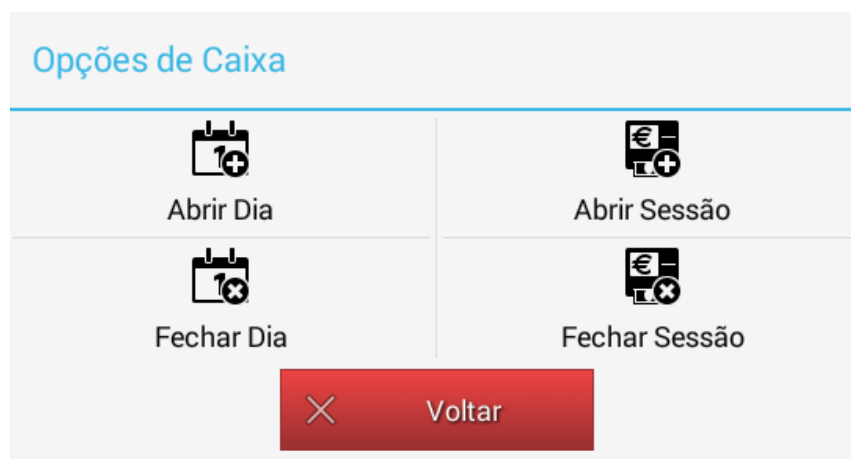 Opções de Caixa
Abrir Dia
Abrir Sessão
Fechar Dia
Fechar Sessão
Voltar